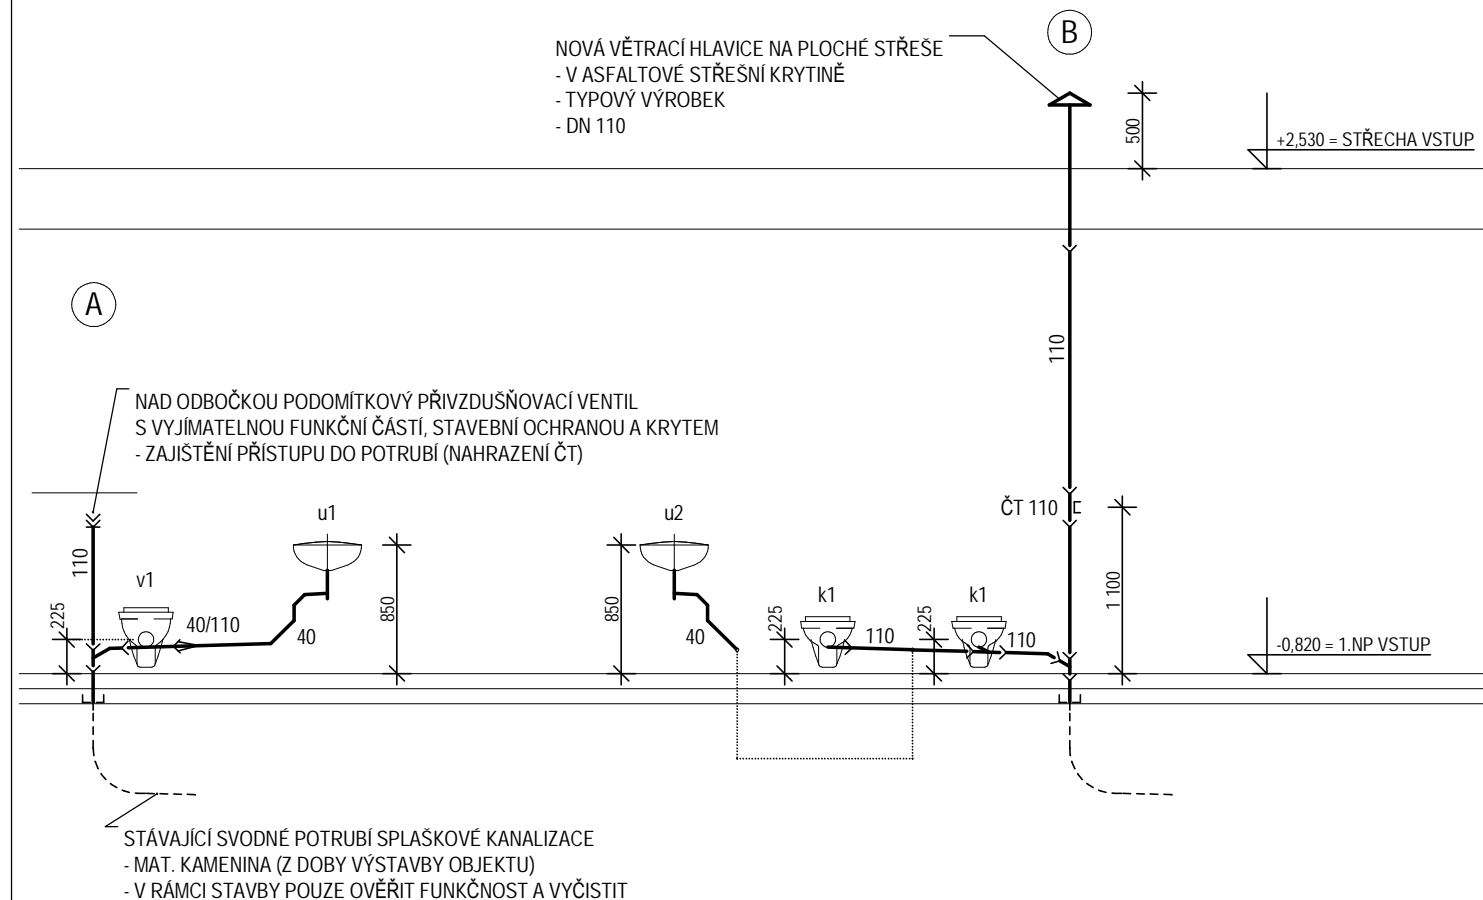 B
NOVÁ VĚTRACÍ HLAVICE NA PLOCHÉ STŘEŠE
- V ASFALTOVÉ STŘEŠNÍ KRYTINĚ
- TYPOVÝ VÝROBEK
- DN 110
500
+2,530 = STŘECHA VSTUP
A
110
NAD ODBOČKOU PODOMÍTKOVÝ PŘIVZDUŠŇOVACÍ VENTIL
S VYJÍMATELNOU FUNKČNÍ ČÁSTÍ, STAVEBNÍ OCHRANOU A KRYTEM
- ZAJIŠTĚNÍ PŘÍSTUPU DO POTRUBÍ (NAHRAZENÍ ČT)
ČT 110
u1
u2
110
v1
k1
k1
1 100
225
40/110
40
850
850
40
225
110
225
110
-0,820 = 1.NP VSTUP
STÁVAJÍCÍ SVODNÉ POTRUBÍ SPLAŠKOVÉ KANALIZACE
- MAT. KAMENINA (Z DOBY VÝSTAVBY OBJEKTU)
- V RÁMCI STAVBY POUZE OVĚŘIT FUNKČNOST A VYČISTIT